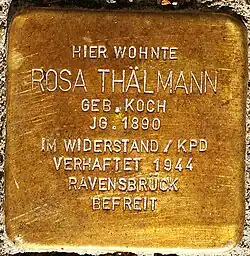 HIER WOHNTE
ROSA THÄLMANN
GEB. KOCH
JG. 1890
IM WIDERSTAND / KPD
VERHAFTET 1944
RAVENSBRÜCK
BEFREIT